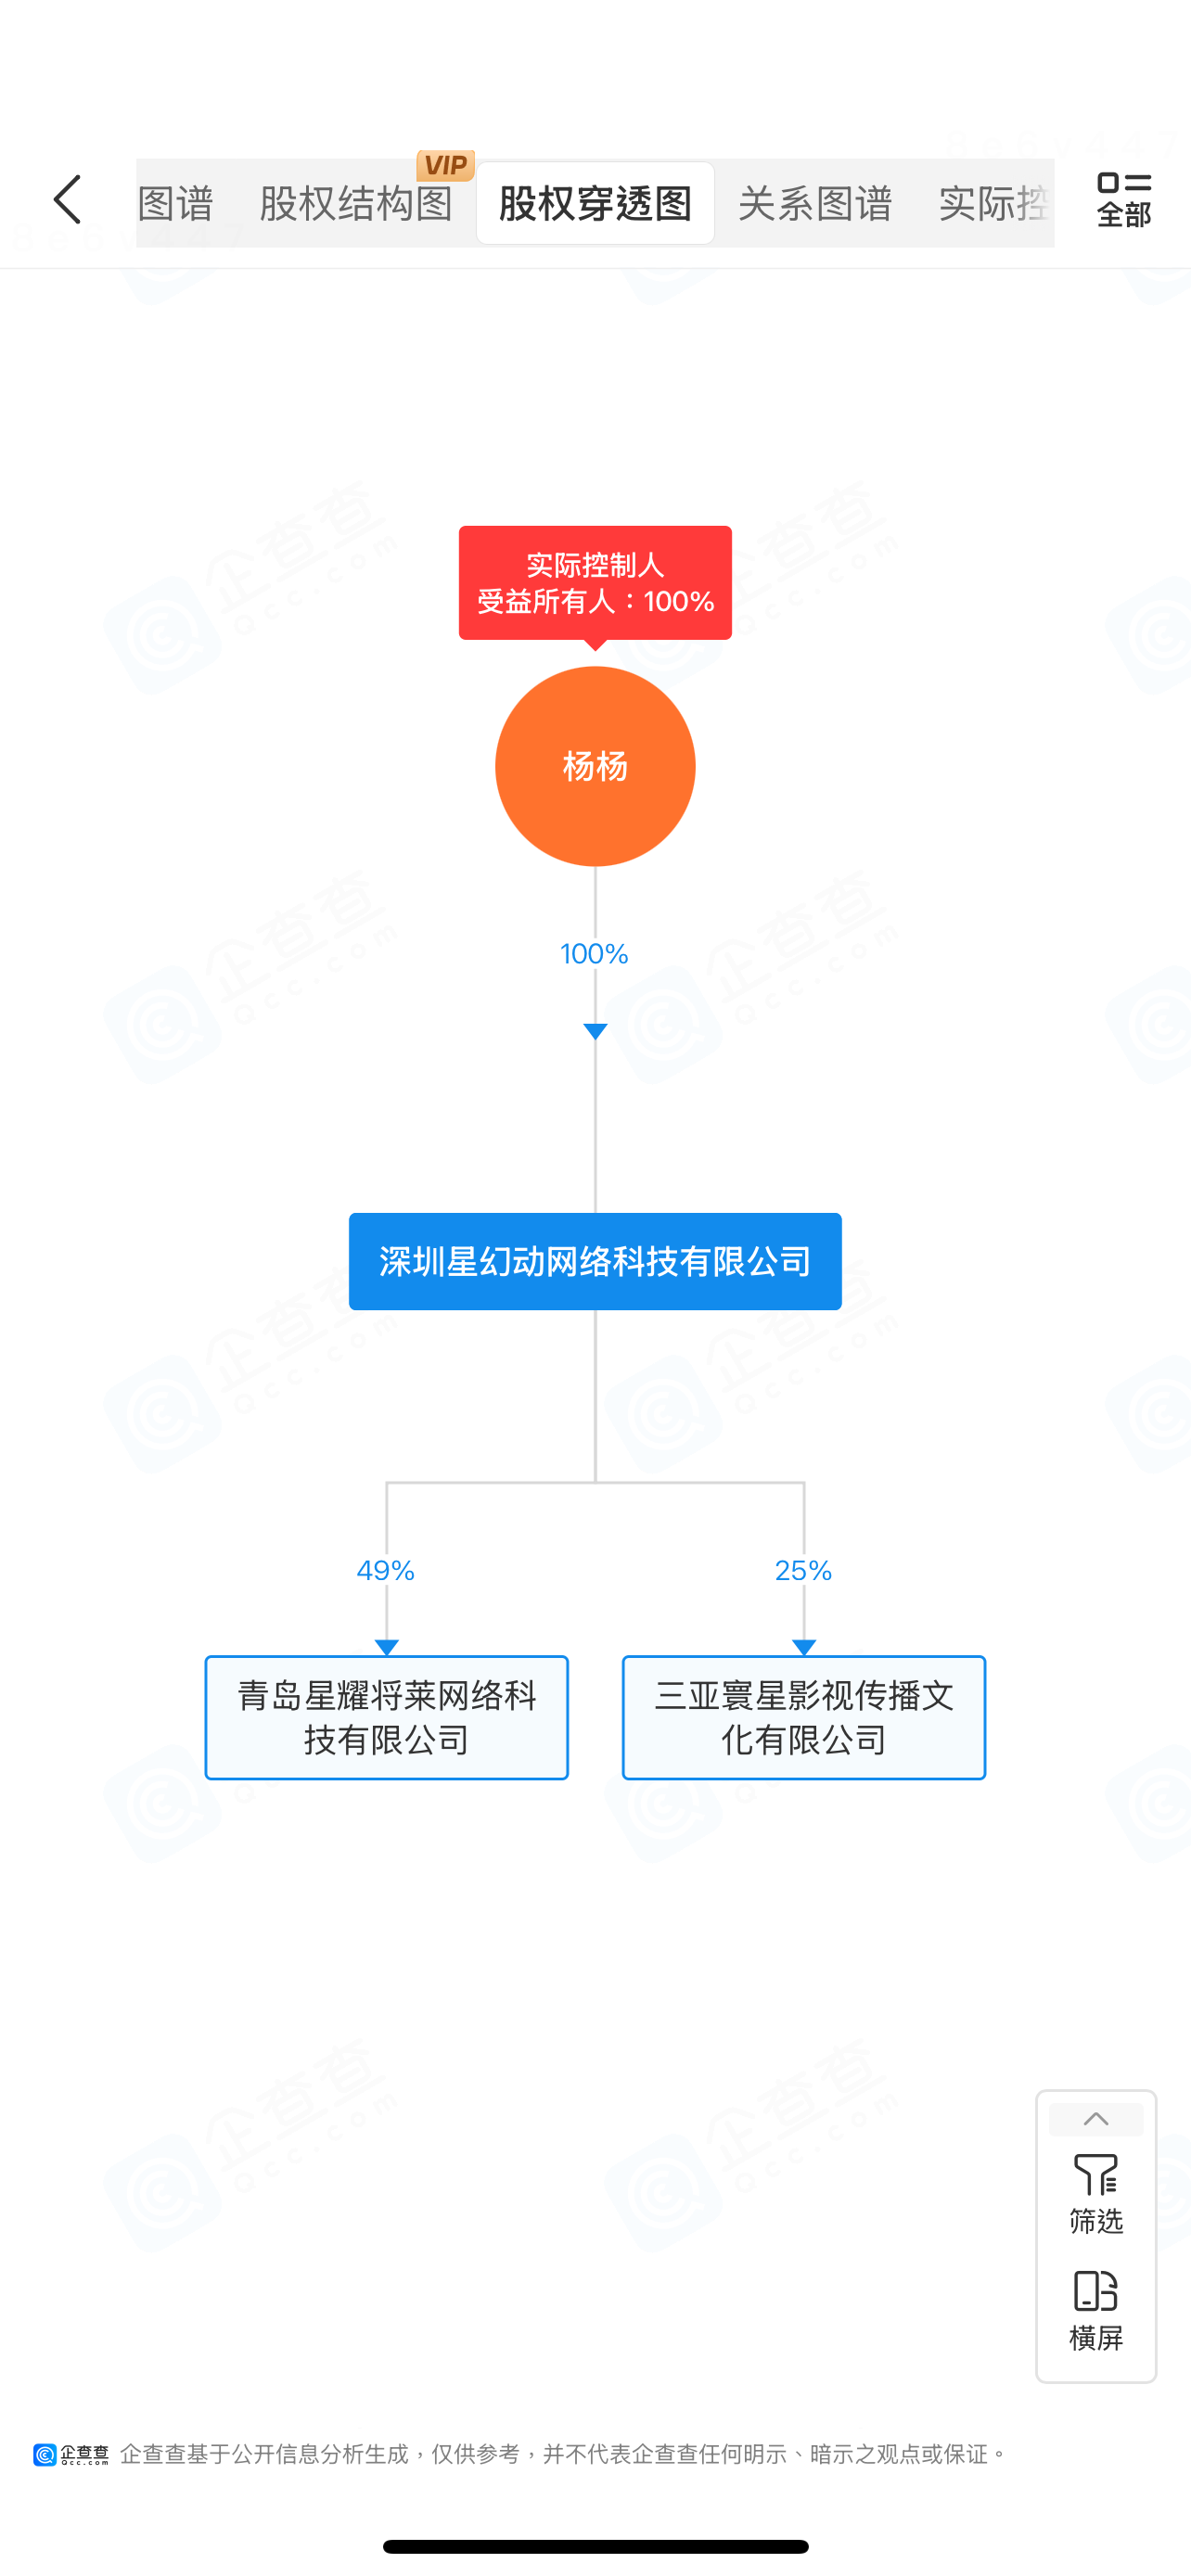 VIP
图谱 股权结构图 股权穿透图 关系图谱 实际控
全部
实际控制人
受益所有人：100%
杨杨
100%
深圳星幻动网络科技有限公司
49% 25%
青岛星耀将莱网络科
技有限公司
三亚寰星影视传播文
化有限公司
筛选
横屏
企查查 Qcc.com 企查查基于公开信息分析生成，仅供参考，并不代表企查查任何明示、暗示之观点或保证。